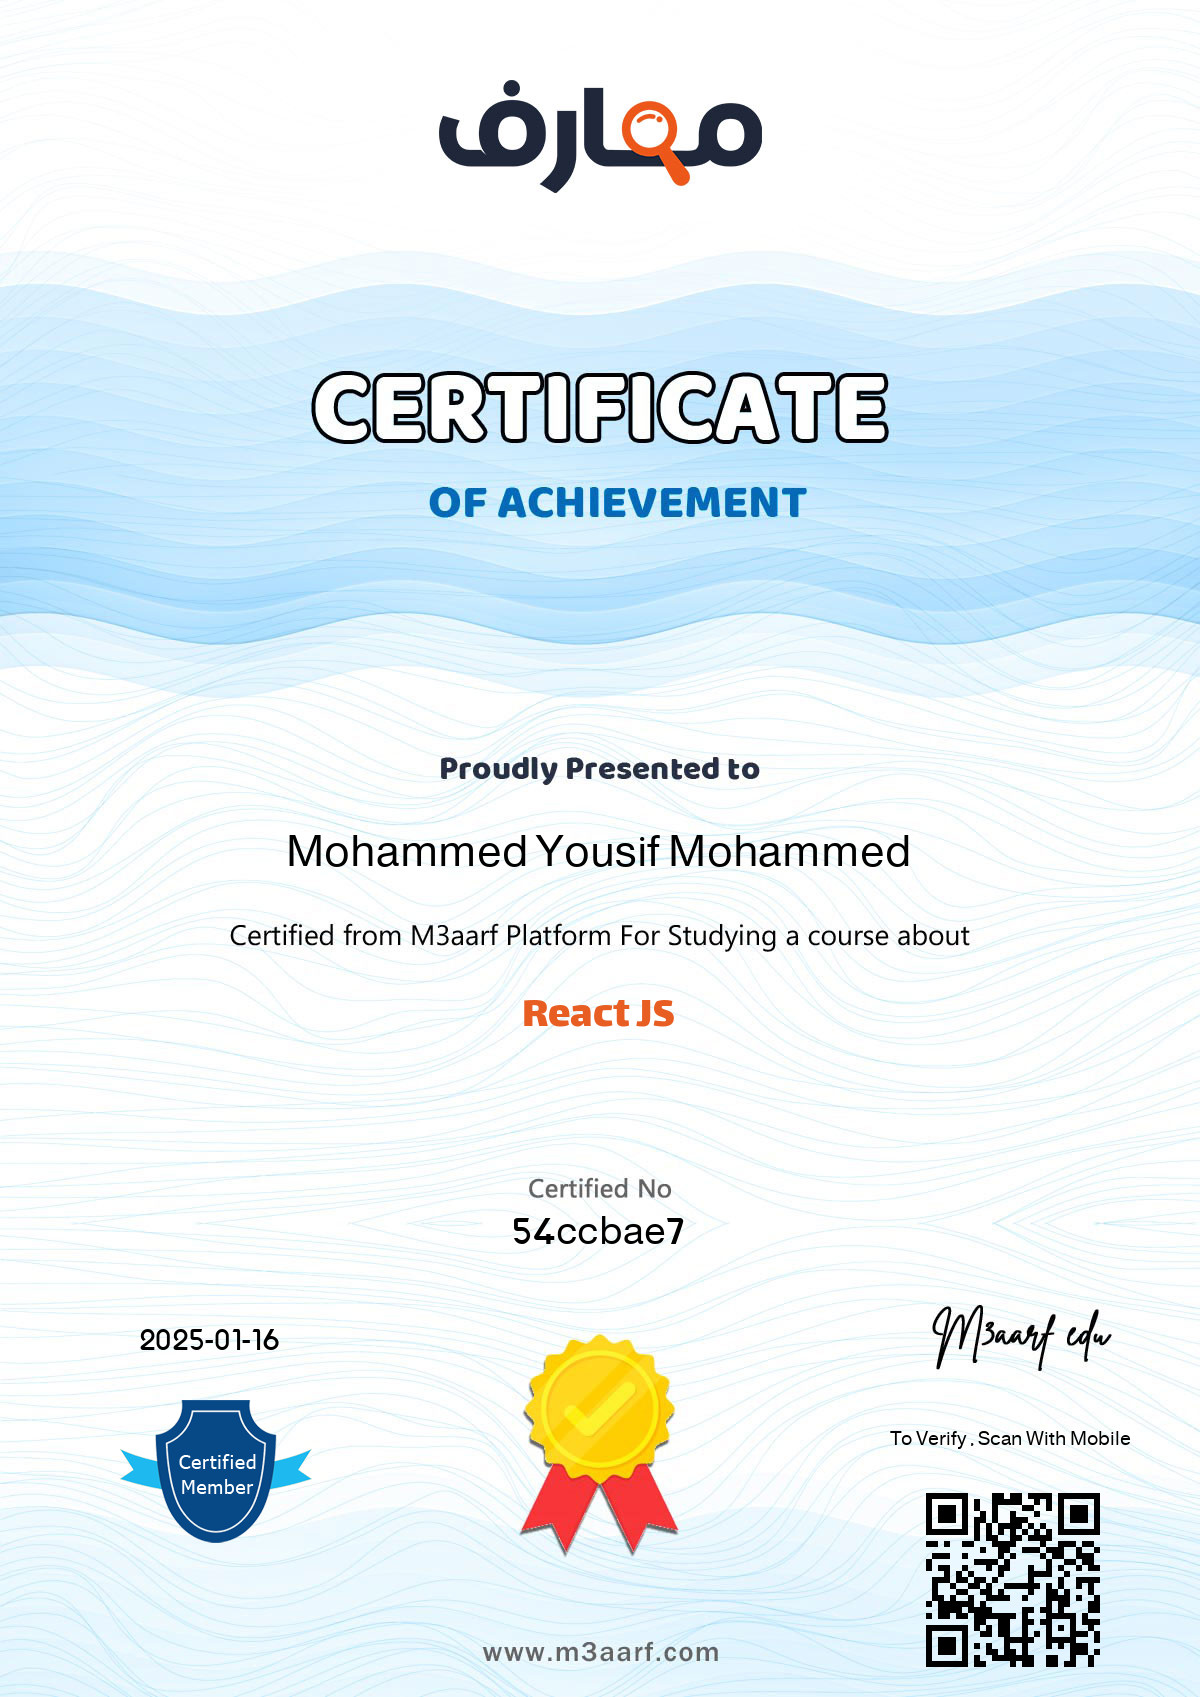 معارف
CERTIFICATE
OF ACHIEVEMENT
Proudly Presented to
Mohammed Yousif Mohammed
Certified from M3aarf Platform For Studying a course about
React JS
Certified No
54ccbae7
2025-01-16
M3aarf edu
Certified
Member
To Verify , Scan With Mobile
www.m3aarf.com